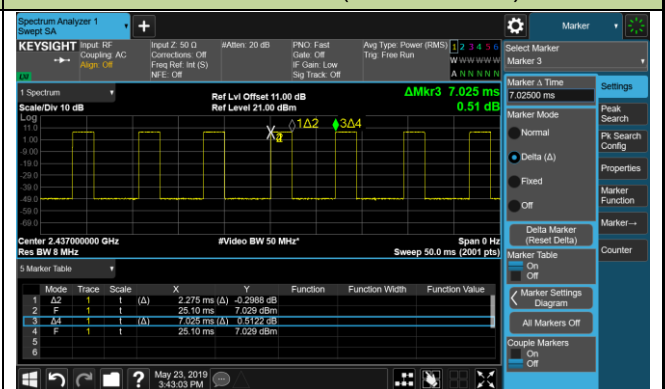 Spectrum Analyzer 1
Swept SA
+
Marker
KEYSIGHT
Input: RF
Coupling: AC
Align: Off
Input Z: 50 Ω
Corrections: Off
Freq Ref: Int (S)
NFE: Off
#Atten: 20 dB
PNO: Fast
Gate: Off
IF Gain: Low
Sig Track: Off
Avg Type: Power (RMS)
Trig: Free Run
1 2 3 4 5 6
W W W W W W
A N N N N N
Select Marker
Marker 3
1 Spectrum
Scale/Div 10 dB
Ref Lvl Offset 11.00 dB
Ref Level 21.00 dBm
ΔMkr3 7.025 ms
0.51 dB
Marker Δ Time
7.02500 ms
Settings
Log
11.0
1.00
-9.00
-19.0
-29.0
-39.0
-49.0
-59.0
-69.0
1Δ2
3Δ4
Marker Mode
Normal
Delta (Δ)
Fixed
Off
Peak
Search
Pk Search
Config
Properties
Marker
Function
Marker→
Counter
Center 2.437000000 GHz
Res BW 8 MHz
#Video BW 50 MHz*
Span 0 Hz
Sweep 50.0 ms (2001 pts)
Delta Marker
(Reset Delta)
Marker Table
On
Off
Marker Settings
Diagram
All Markers Off
Couple Markers
On
Off
5 Marker Table
Mode Trace Scale X Y Function Function Width Function Value
1 Δ2 1 t (Δ) 2.275 ms (Δ) -0.2988 dB
2 F 1 t 25.10 ms 7.029 dBm
3 Δ4 1 t (Δ) 7.025 ms (Δ) 0.5122 dB
4 F 1 t 25.10 ms 7.029 dBm
5
6
?
May 23, 2019
3:43:03 PM